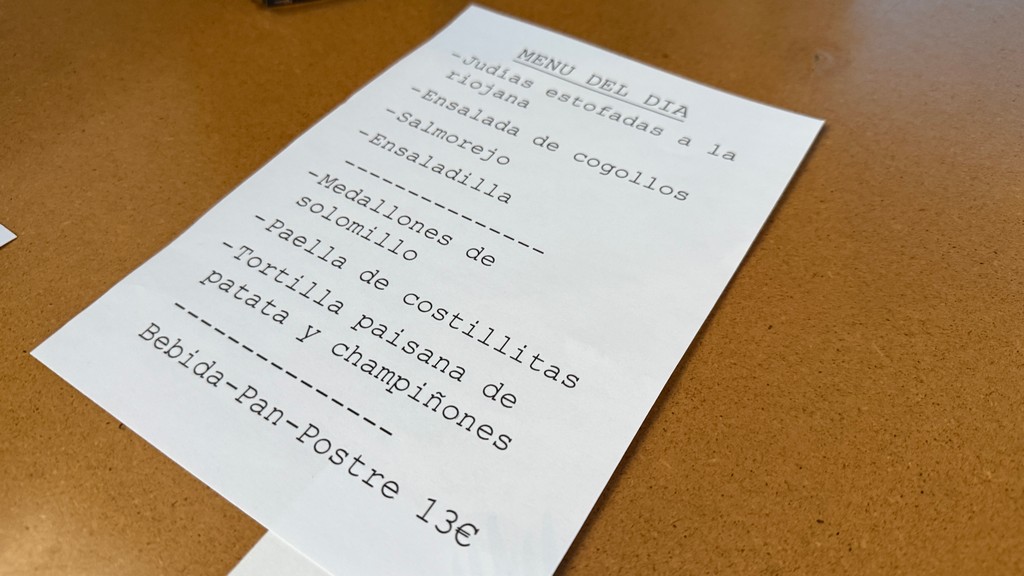 MENU DEL DIA
-Judías estofadas a la
riojana
-Ensalada de cogollos
-Salmorejo
-Ensaladilla
---------------
-Medallones de
solomillo
-Paella de costillitas
-Tortilla paisana de
patata y champiñones
---------------
Bebida-Pan-Postre 13€